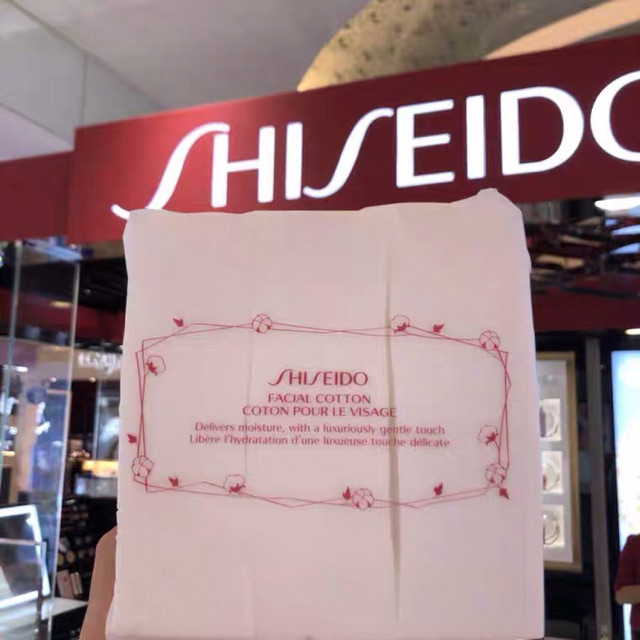 SHISEIDO
SHISEIDO
FACIAL COTTON
COTON POUR LE VISAGE
Delivers moisture, with a luxuriously gentle touch
Libère l'hydratation d'une luxueuse touche délicate